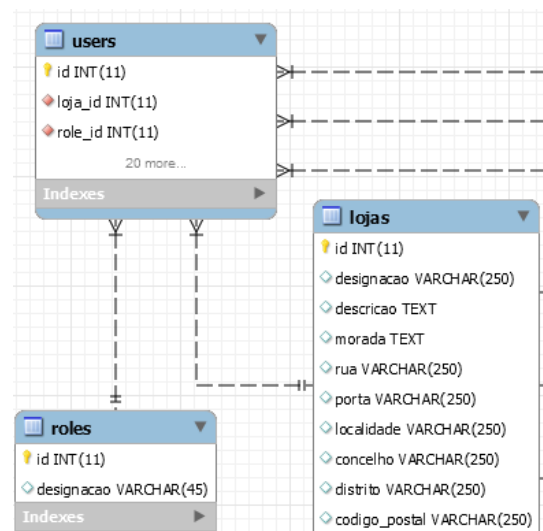 users
id INT(11)
loja_id INT(11)
role_id INT(11)
20 more...
Indexes
lojas
id INT(11)
designacao VARCHAR(250)
descricao TEXT
morada TEXT
rua VARCHAR(250)
porta VARCHAR(250)
localidade VARCHAR(250)
concelho VARCHAR(250)
distrito VARCHAR(250)
codigo_postal VARCHAR(250)
roles
id INT(11)
designacao VARCHAR(45)
Indexes